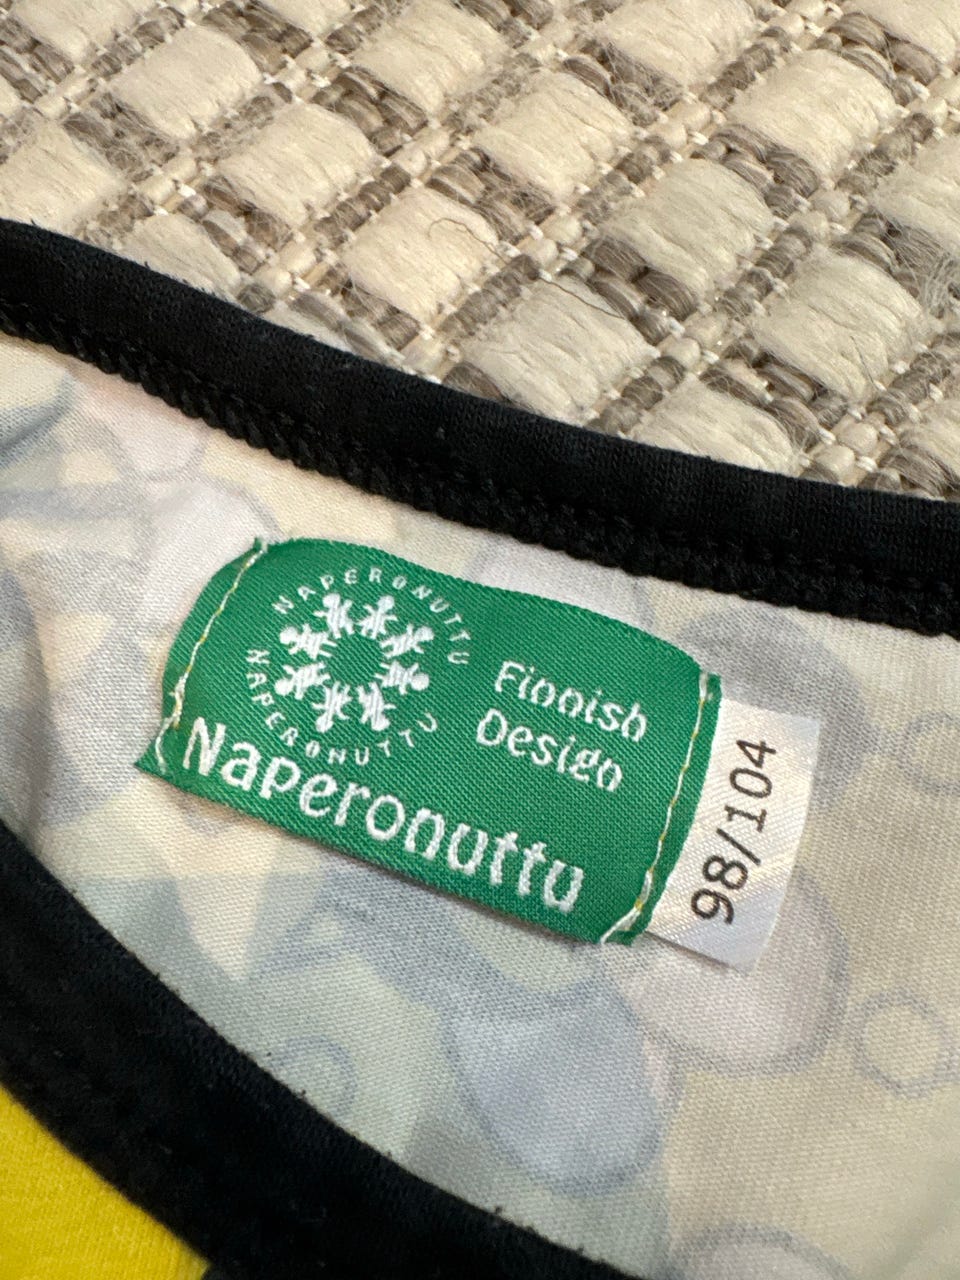 NAPERONUTTU
NAPERONUTTU
Finnish
Design
Naperonuttu
98/104